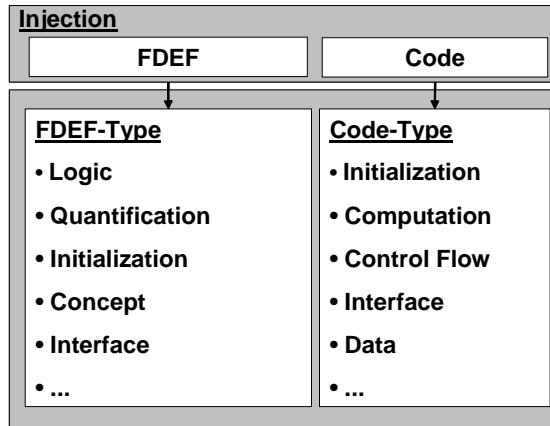 Injection
FDEF
Code
FDEF-Type
• Logic
• Quantification
• Initialization
• Concept
• Interface
• ...
Code-Type
• Initialization
• Computation
• Control Flow
• Interface
• Data
• ...